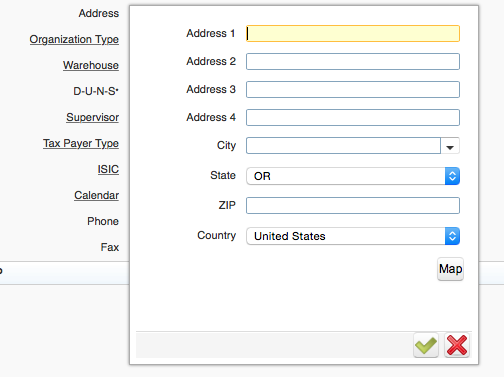 Address
Organization Type
Warehouse
D-U-N-S*
Supervisor
Tax Payer Type
ISIC
Calendar
Phone
Fax
Address 1
Address 2
Address 3
Address 4
City
State OR
ZIP
Country United States
Map